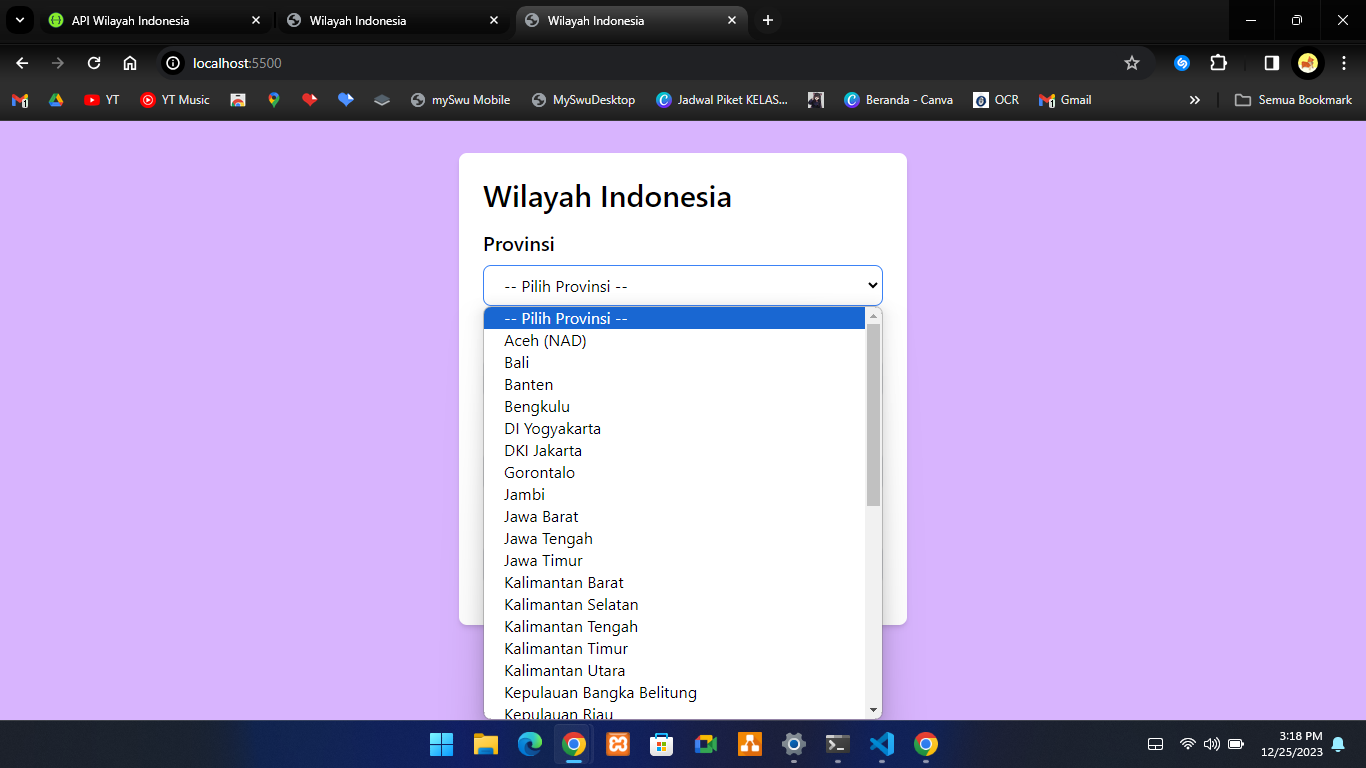 API Wilayah Indonesia
Wilayah Indonesia
Wilayah Indonesia
localhost:5500
YT
YT Music
mySwu Mobile
MySwuDesktop
Jadwal Piket KELAS...
Beranda - Canva
OCR
Gmail
Semua Bookmark
Wilayah Indonesia
Provinsi
-- Pilih Provinsi --
-- Pilih Provinsi --
Aceh (NAD)
Bali
Banten
Bengkulu
DI Yogyakarta
DKI Jakarta
Gorontalo
Jambi
Jawa Barat
Jawa Tengah
Jawa Timur
Kalimantan Barat
Kalimantan Selatan
Kalimantan Tengah
Kalimantan Timur
Kalimantan Utara
Kepulauan Bangka Belitung
Kepulauan Riau
3:18 PM
12/25/2023